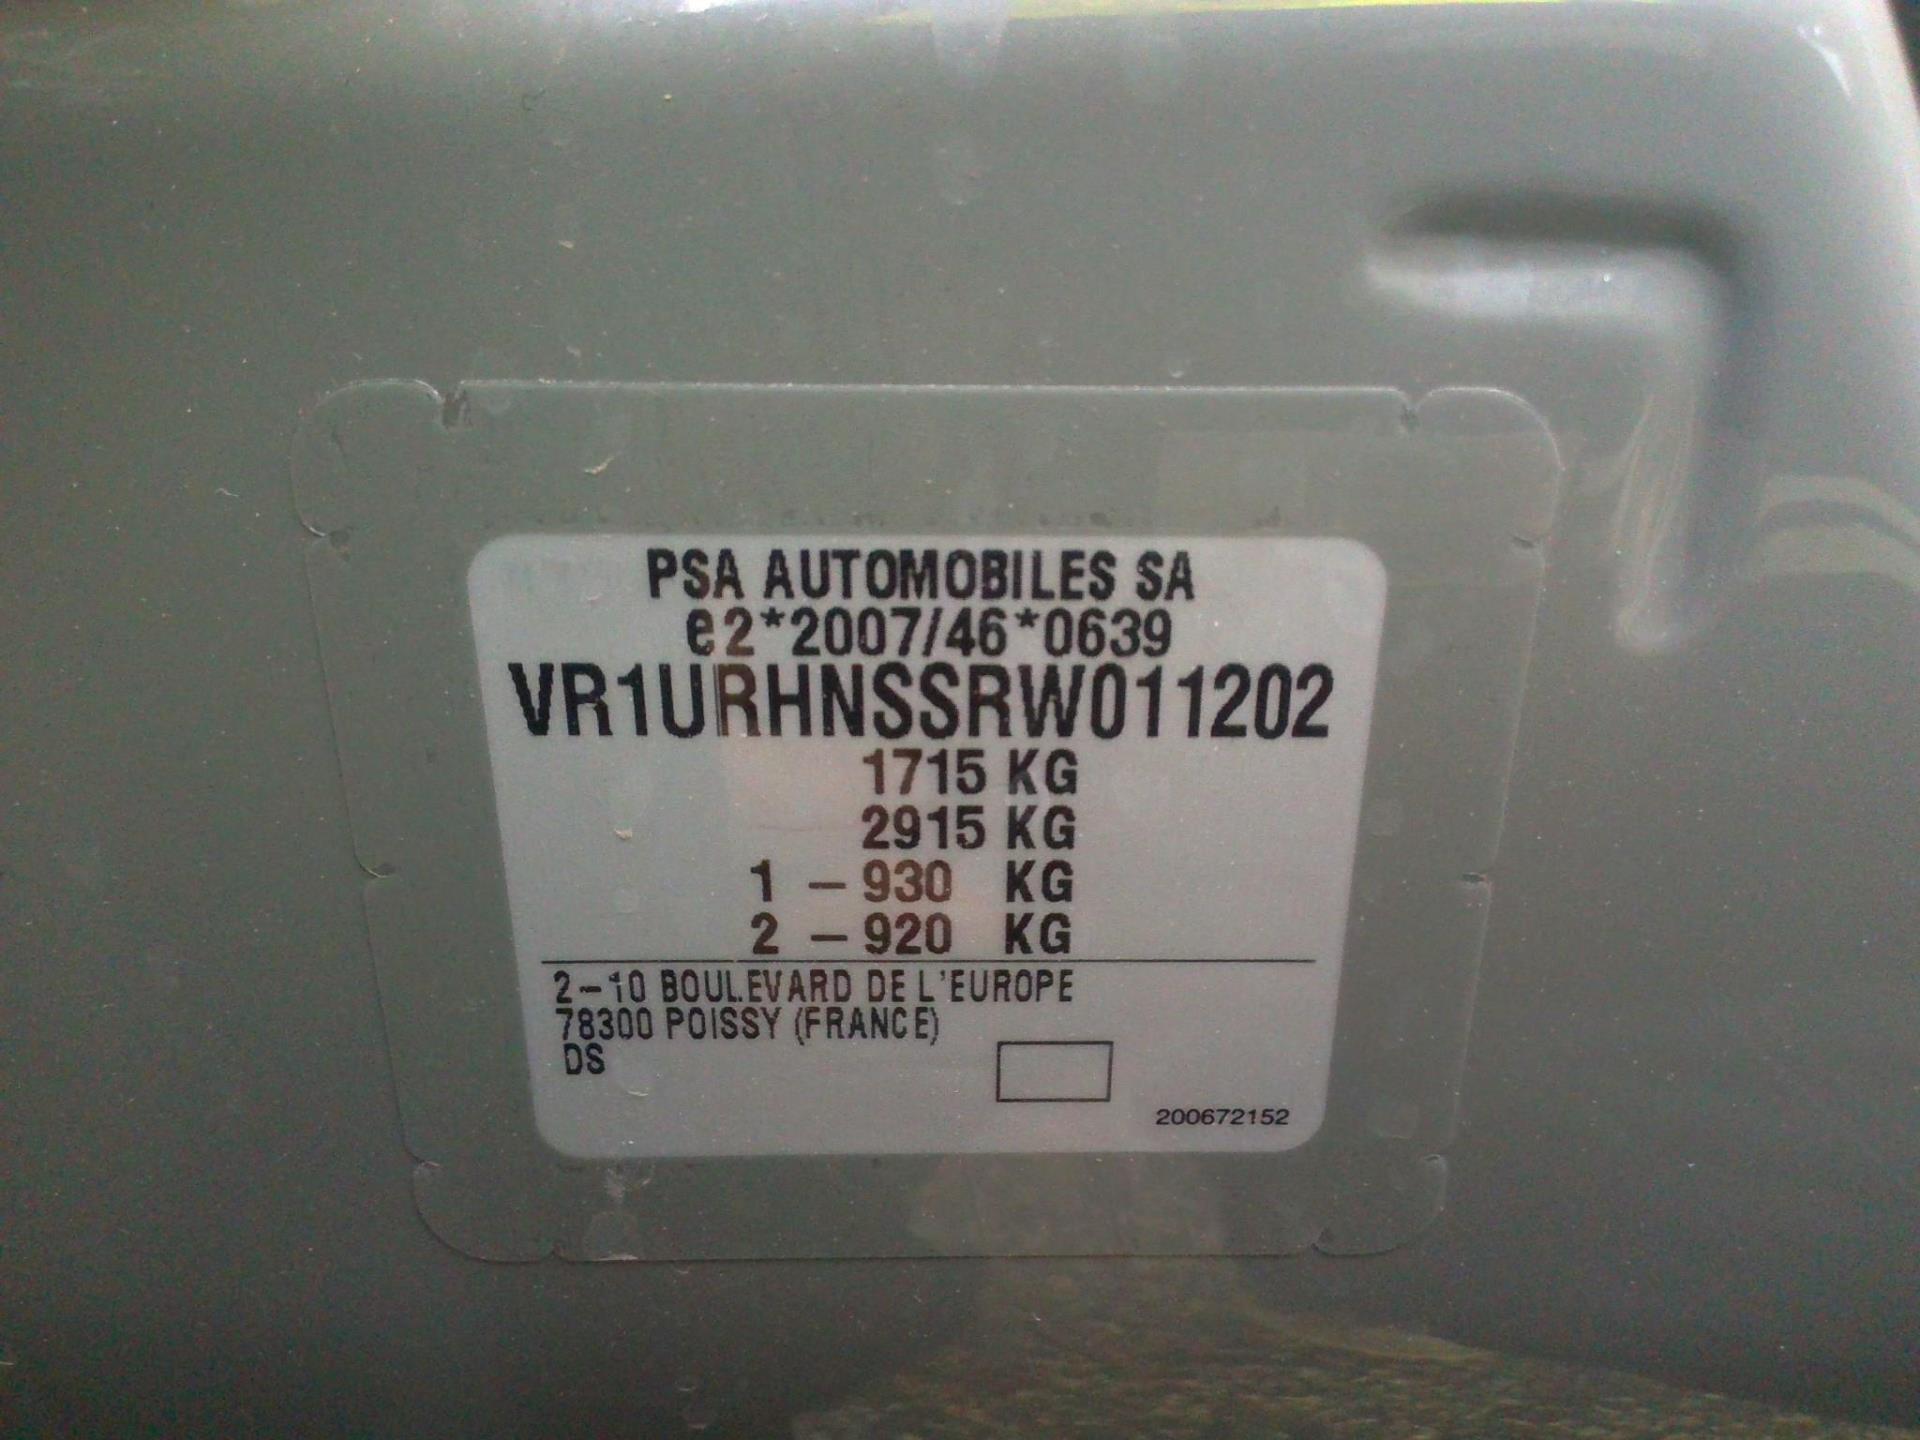 PSA AUTOMOBILES SA
e2*2007/46*0639
VR1URHNSSRW011202
1715 KG
2915 KG
1 – 930 KG
2 – 920 KG
2–10 BOULEVARD DE L'EUROPE
78300 POISSY (FRANCE)
DS
200672152